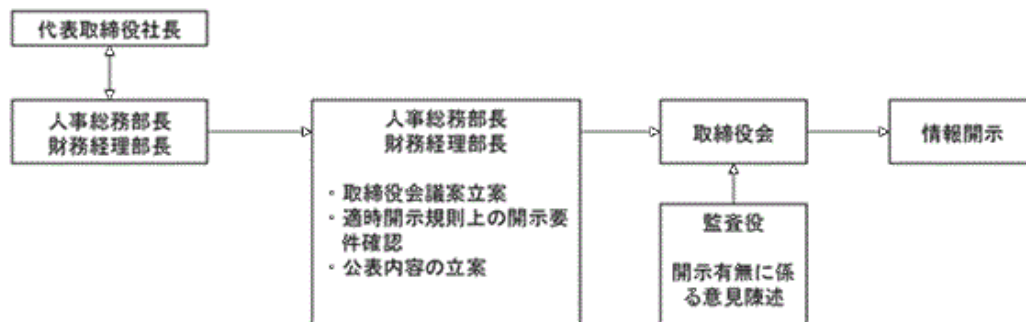 代表取締役社長
人事総務部長
財務経理部長
人事総務部長
財務経理部長
・取締役会議案立案
・適時開示規則上の開示要
件確認
・公表内容の立案
取締役会
監査役
開示有無に係
る意見陳述
情報開示